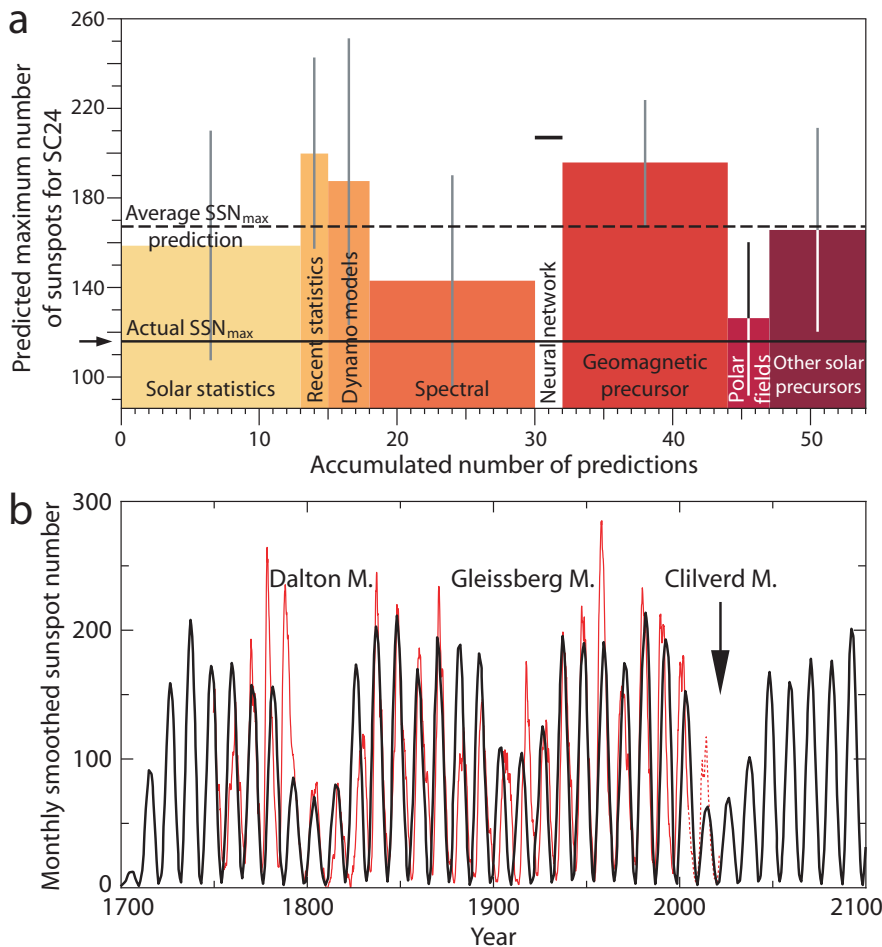 a
Predicted maximum number
of sunspots for SC24
260
220
180
140
100
Average SSNmax
prediction
Actual SSNmax
Solar statistics
Recent statistics
Dynamo models
Spectral
Neural network
Geomagnetic
precursor
Polar
fields
Other solar
precursors
0
10
20
30
40
50
Accumulated number of predictions
b
Monthly smoothed sunspot number
300
200
100
0
Dalton M.
Gleissberg M.
Clilverd M.
1700
1800
1900
2000
2100
Year